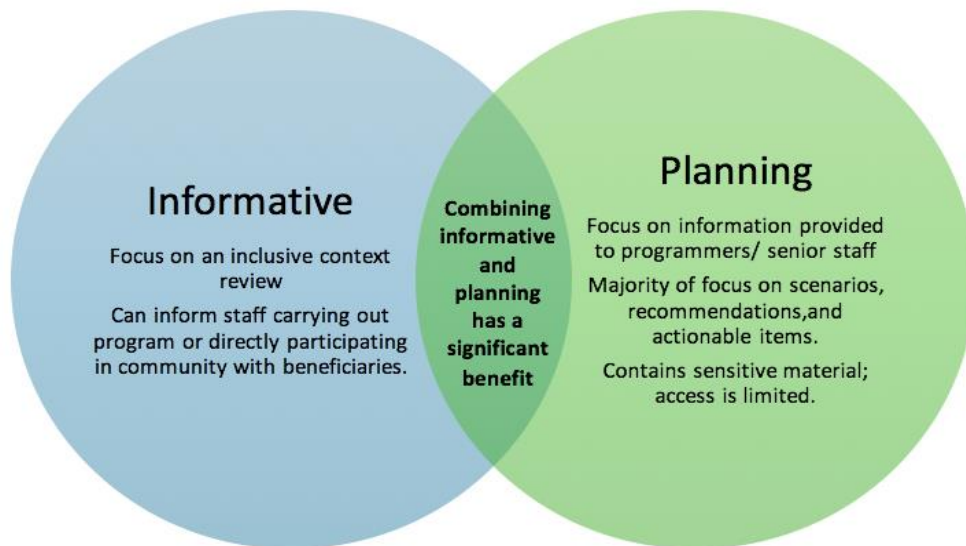 Informative
Focus on an inclusive context
review
Can inform staff carrying out
program or directly participating
in community with beneficiaries.
Combining
informative
and
planning
has a
significant
benefit
Planning
Focus on information provided
to programmers/ senior staff
Majority of focus on scenarios,
recommendations,and
actionable items.
Contains sensitive material;
access is limited.